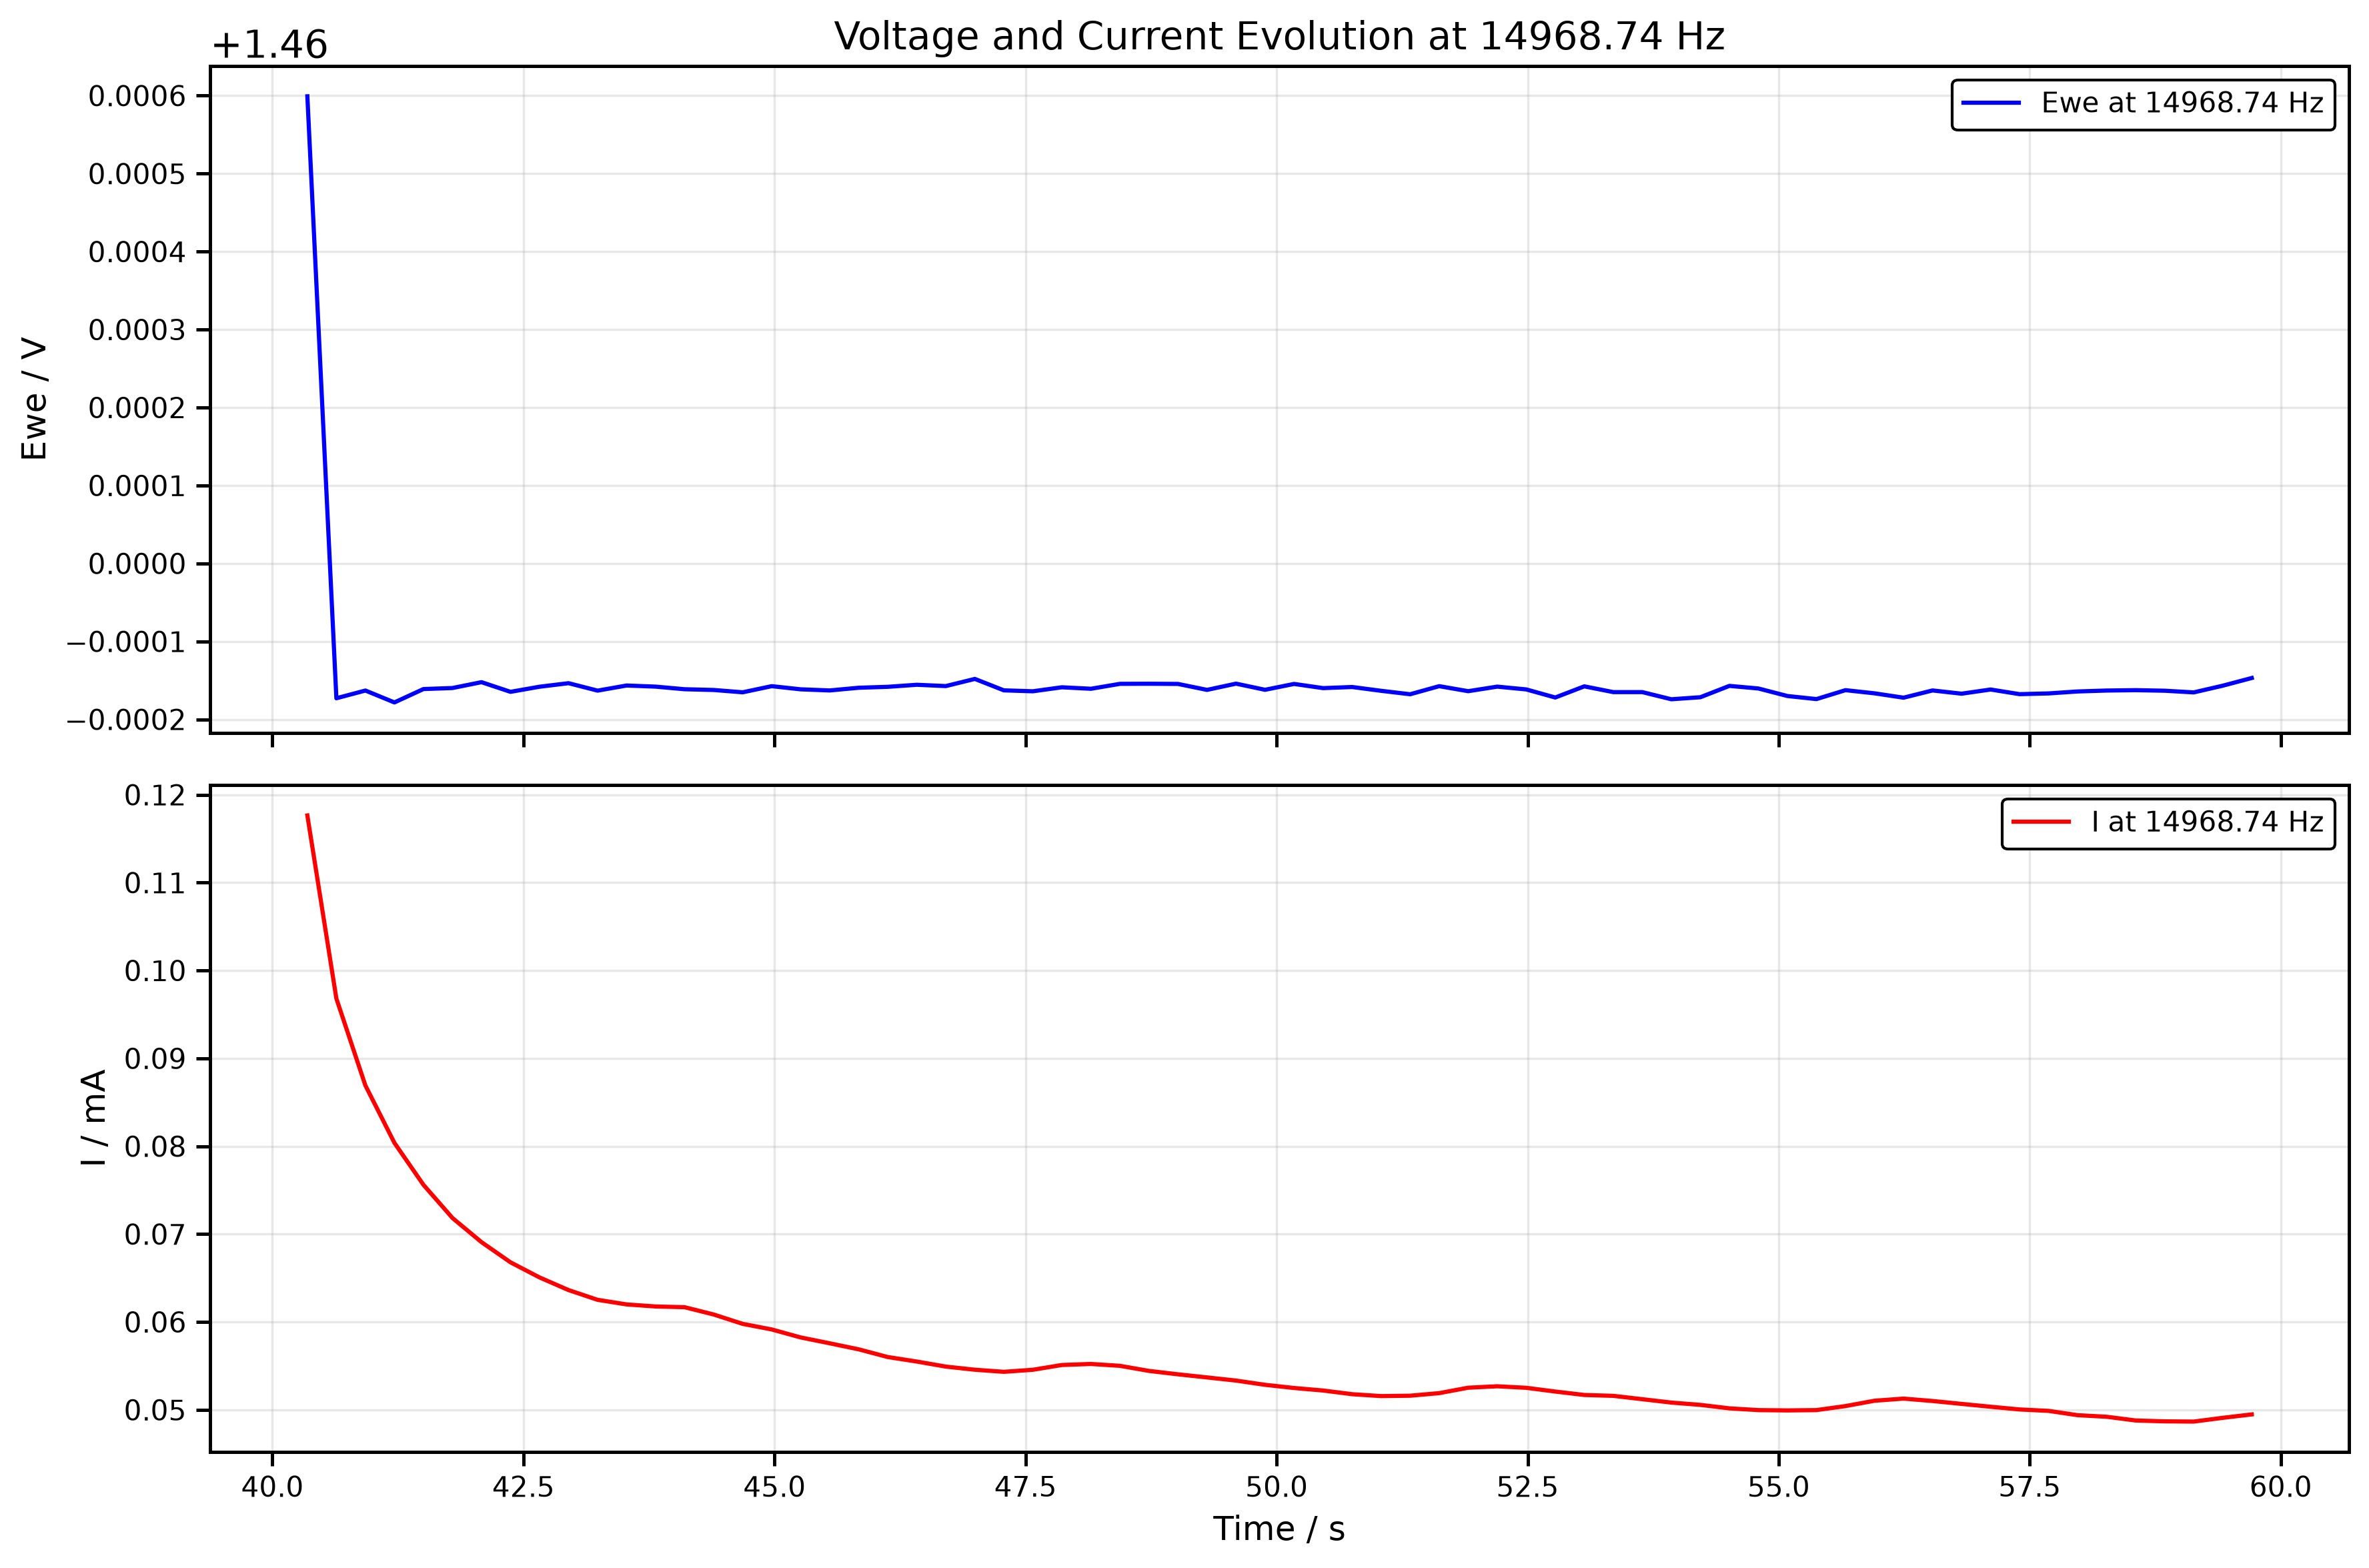 +1.46
Voltage and Current Evolution at 14968.74 Hz
Ewe at 14968.74 Hz
0.0006
0.0005
0.0004
0.0003
0.0002
0.0001
0.0000
−0.0001
−0.0002
Ewe / V
I at 14968.74 Hz
0.12
0.11
0.10
0.09
0.08
0.07
0.06
0.05
I / mA
40.0 42.5 45.0 47.5 50.0 52.5 55.0 57.5 60.0
Time / s